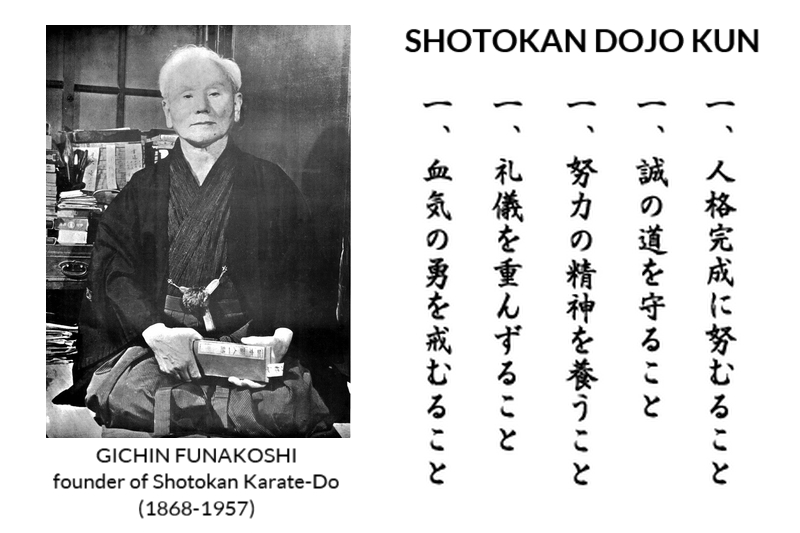 SHOTOKAN DOJO KUN
一、人格完成に努むること
一、誠の道を守ること
一、努力の精神を養うこと
一、礼儀を重んずること
一、血気の勇を戒むること
GICHIN FUNAKOSHI
founder of Shotokan Karate-Do
(1868-1957)